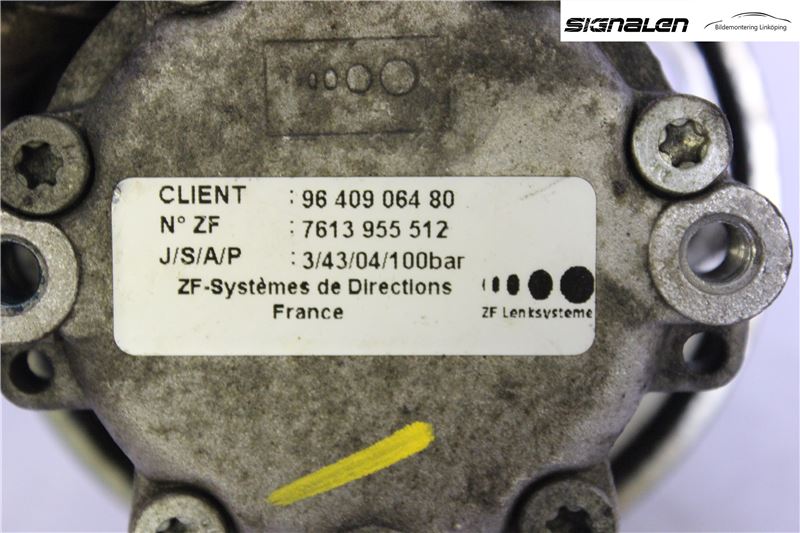 SIGNALEN
Bildemontering Linköping
CLIENT : 96 409 064 80
N° ZF : 7613 955 512
J/S/A/P : 3/43/04/100bar
ZF-Systèmes de Directions
France
ZF Lenksysteme